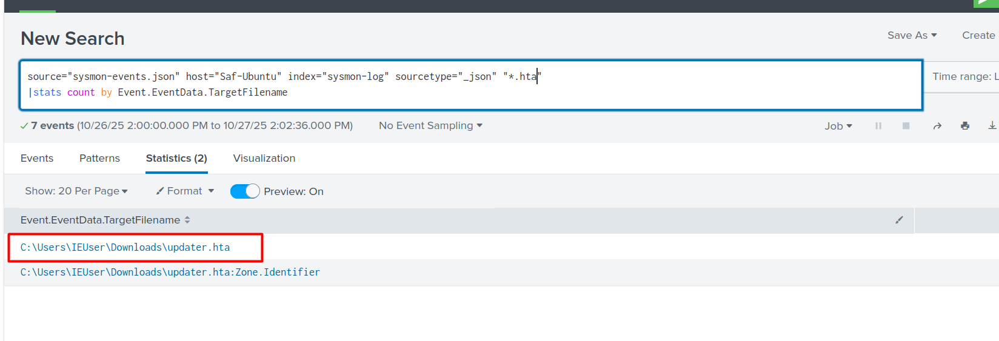 New Search
Save As
Create
source="sysmon-events.json" host="Saf-Ubuntu" index="sysmon-log" sourcetype="_json" "*.hta"
|stats count by Event.EventData.TargetFilename
Time range: L
7 events (10/26/25 2:00:00.000 PM to 10/27/25 2:02:36.000 PM)
No Event Sampling
Job
Events
Patterns
Statistics (2)
Visualization
Show: 20 Per Page
Format
Preview: On
Event.EventData.TargetFilename
C:\Users\IEUser\Downloads\updater.hta
C:\Users\IEUser\Downloads\updater.hta:Zone.Identifier